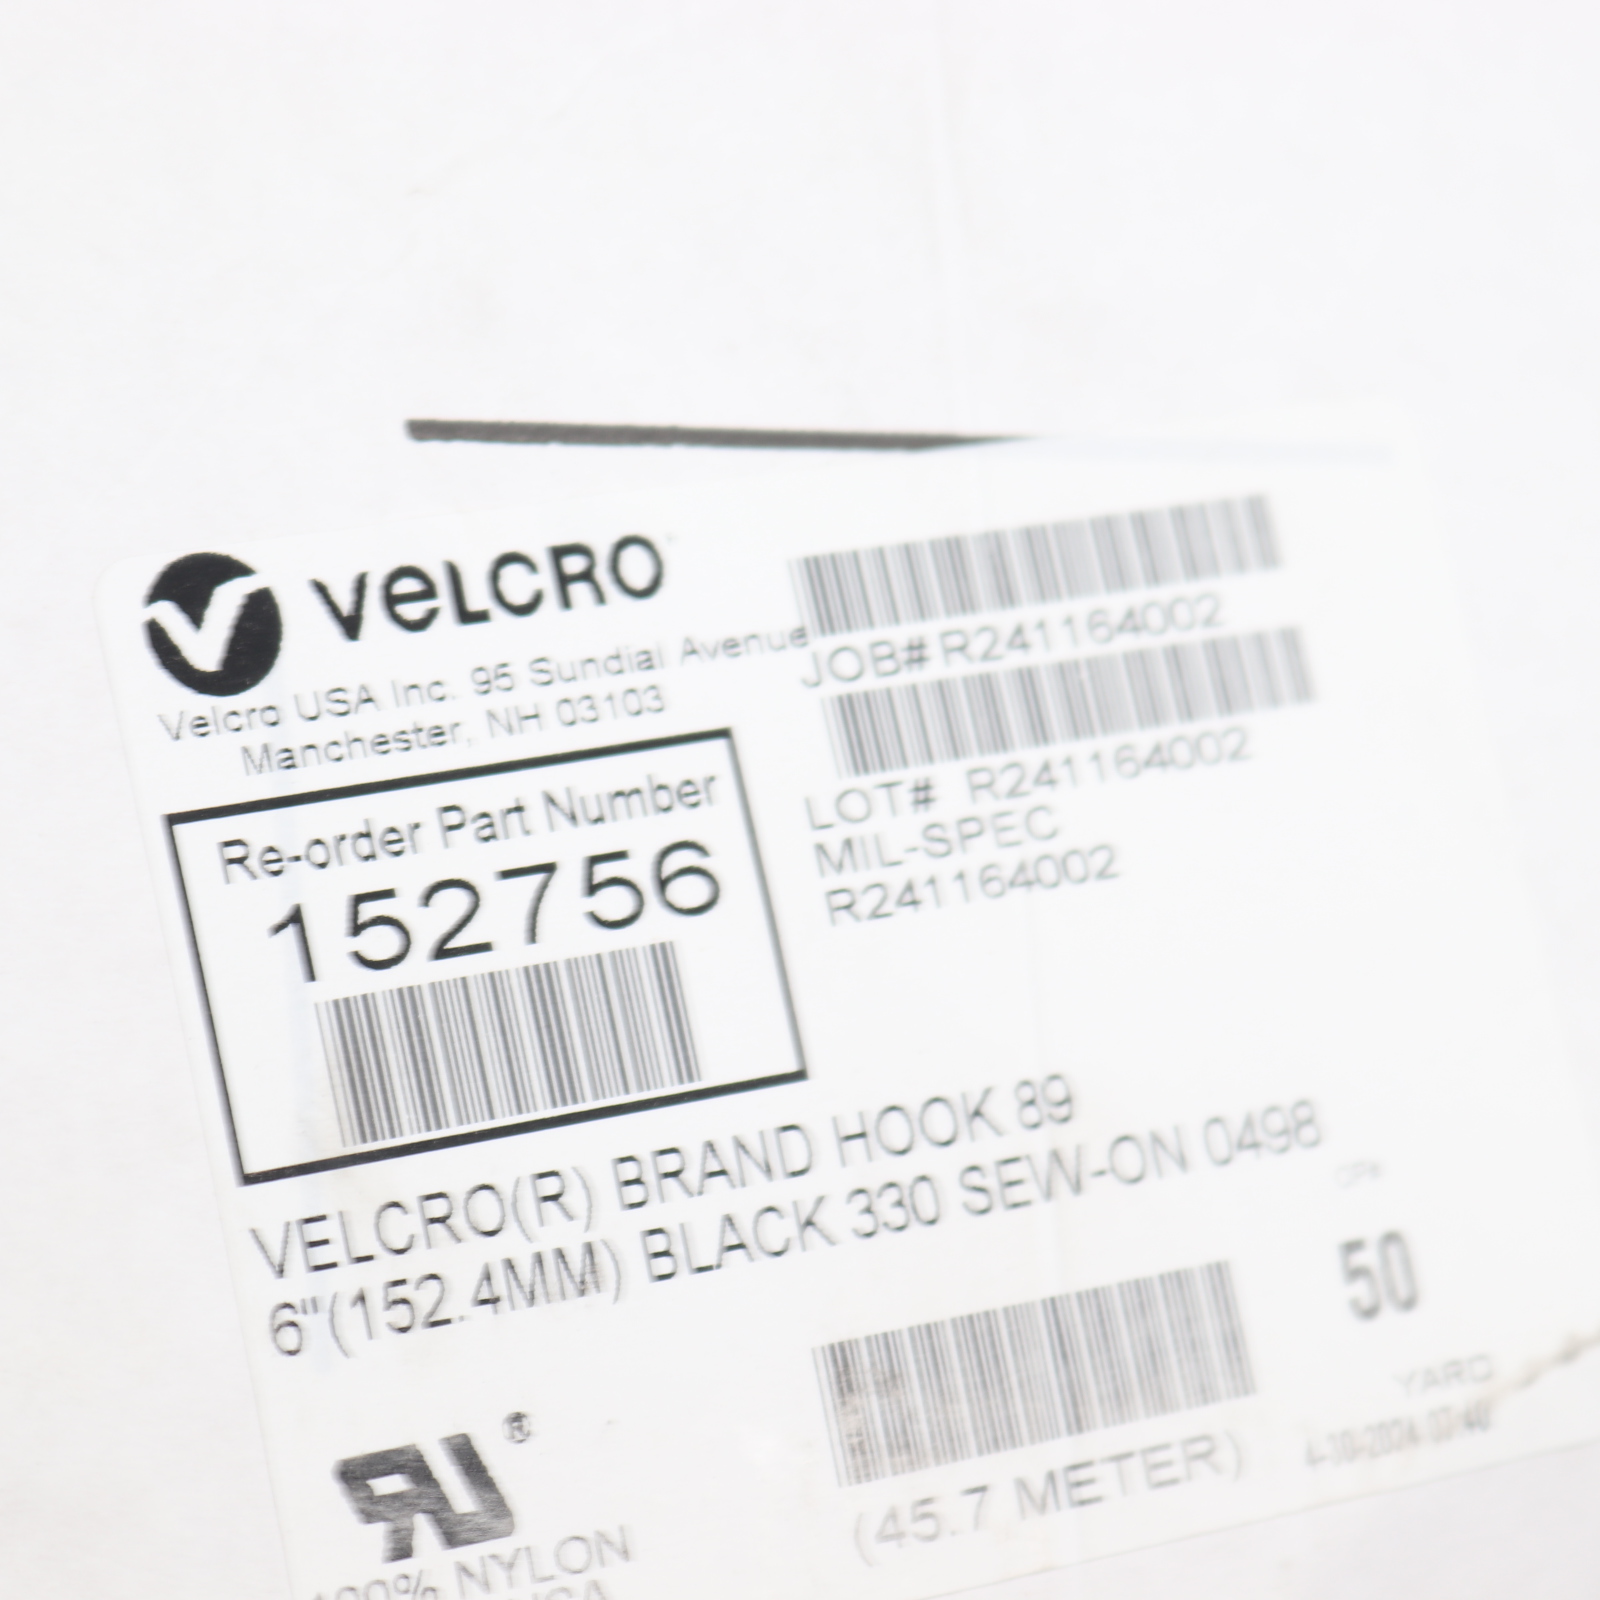 VELCRO
Velcro USA Inc. 95 Sundial Avenue
Manchester, NH 03103
JOB# R241164002
LOT# R241164002
MIL-SPEC
R241164002
Re-order Part Number
152756
VELCRO(R) BRAND HOOK 89
6"(152.4MM) BLACK 330 SEW-ON 0498
50
YARD
(45.7 METER)
®
100% NYLON